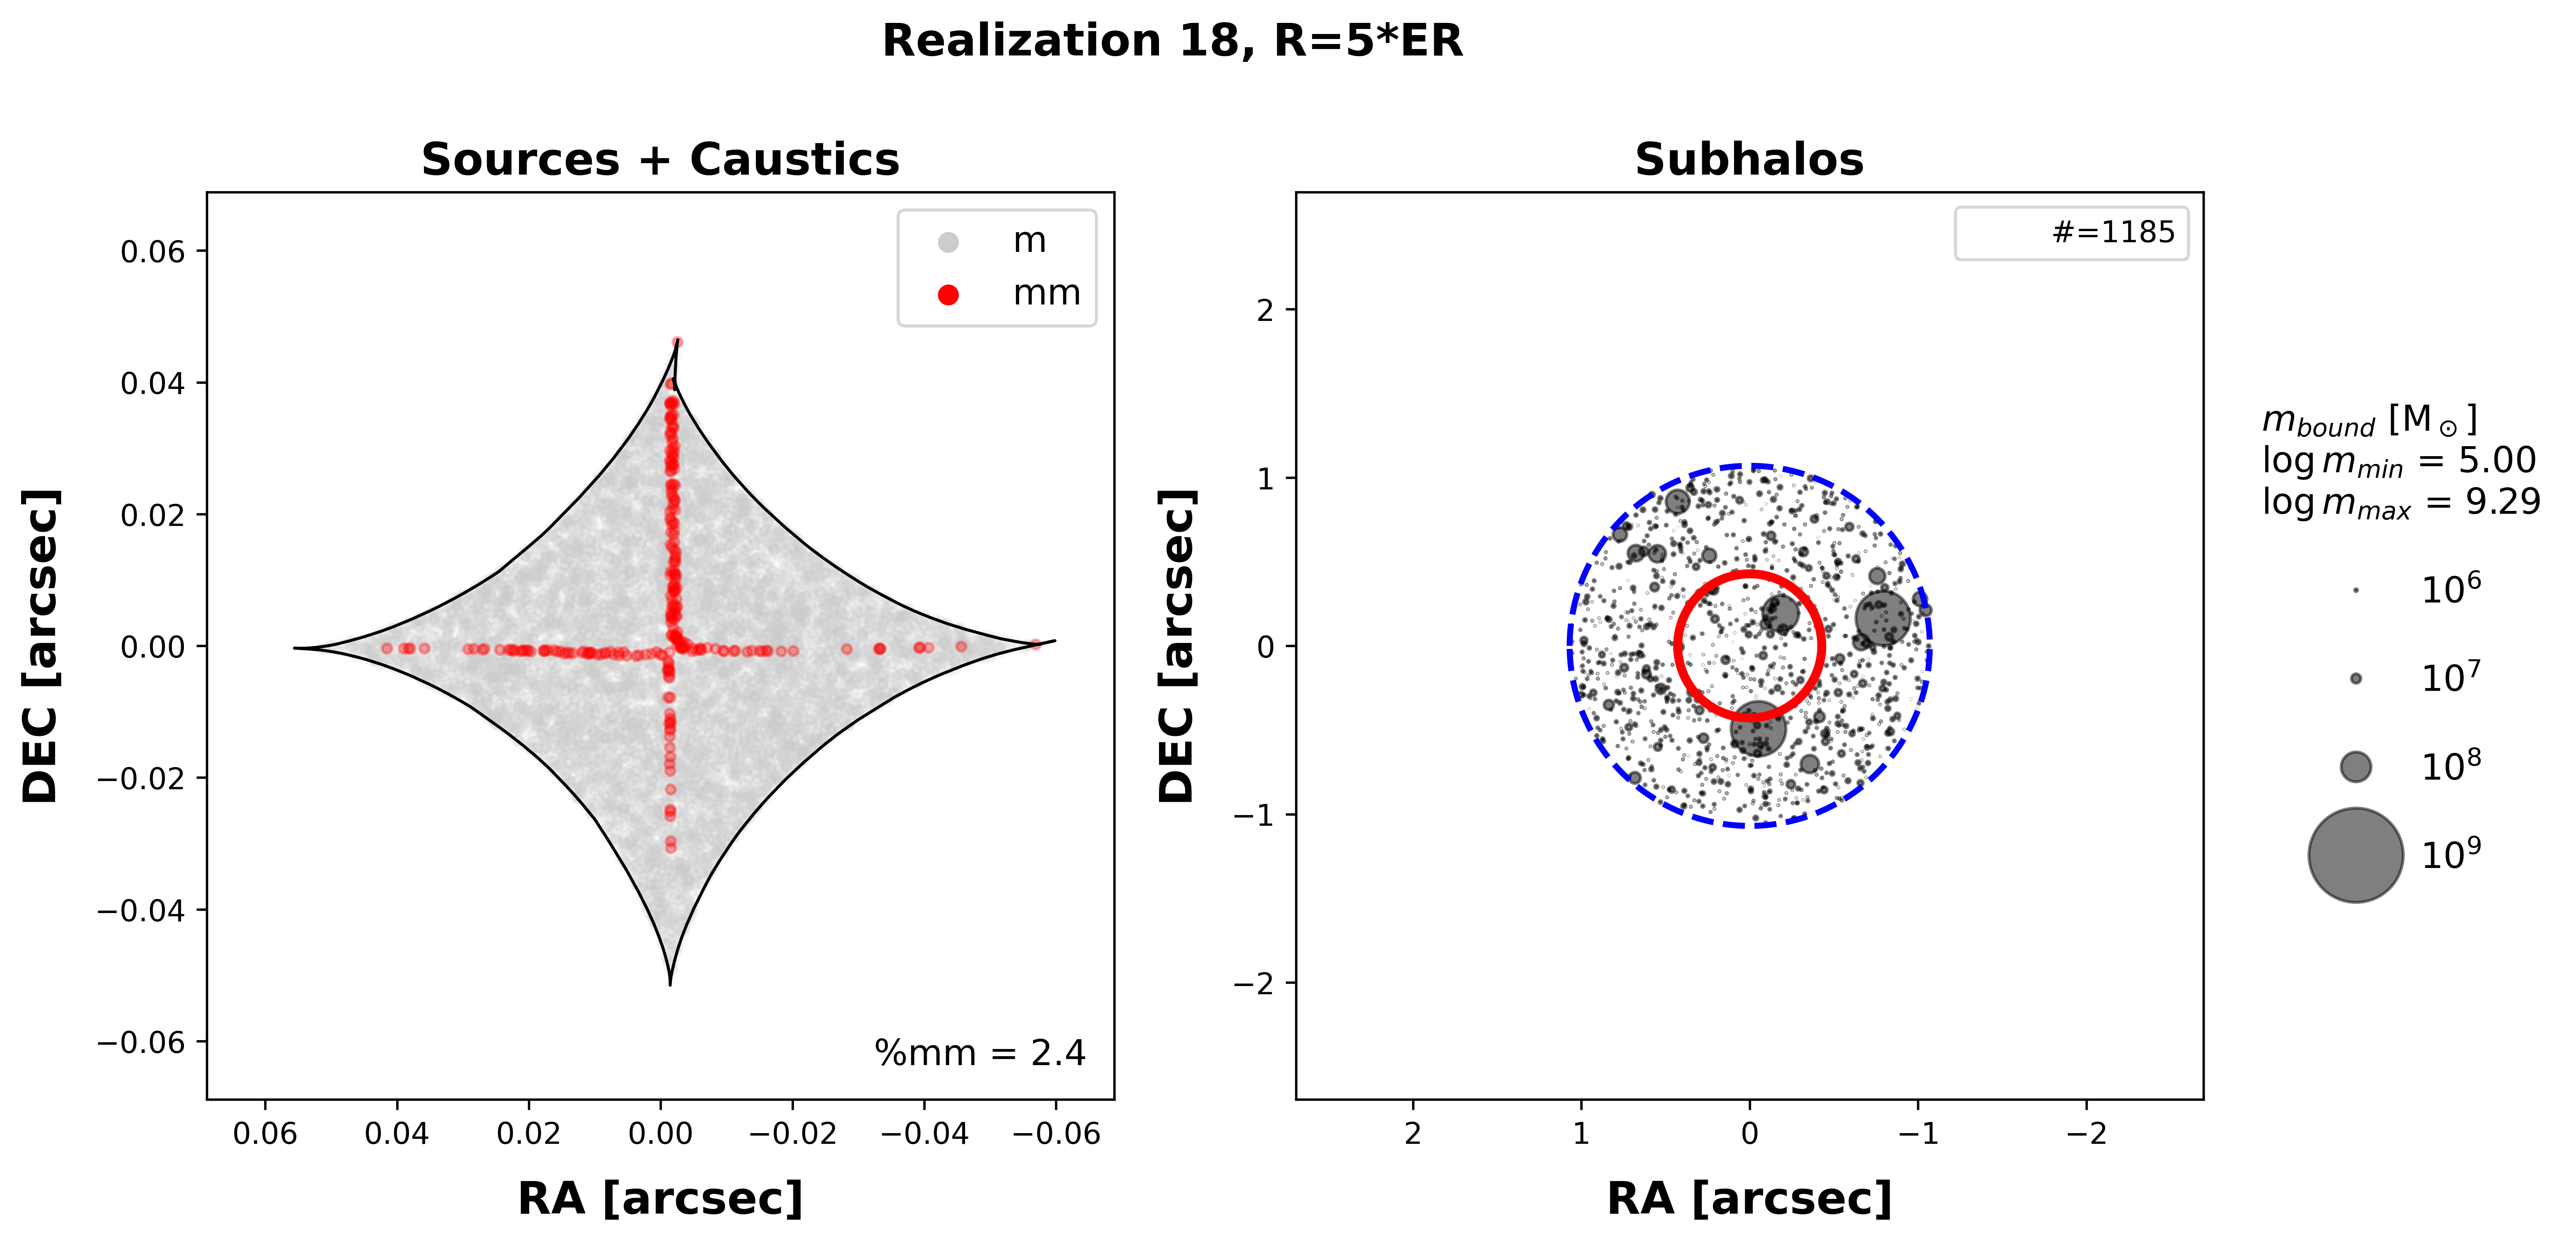 Realization 18, R=5*ER
Sources + Caustics
m
mm
%mm = 2.4
0.06
0.04
0.02
0.00
−0.02
−0.04
−0.06
DEC [arcsec]
0.06
0.04
0.02
0.00
−0.02
−0.04
−0.06
RA [arcsec]
Subhalos
#=1185
2
1
0
−1
−2
DEC [arcsec]
2
1
0
−1
−2
RA [arcsec]
m_bound [M_⊙]
log m_min = 5.00
log m_max = 9.29
10^6
10^7
10^8
10^9